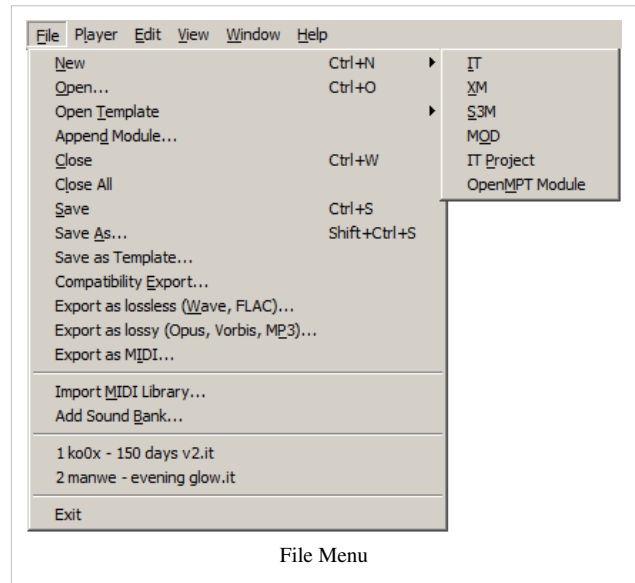 File Player Edit View Window Help
New Ctrl+N
Open... Ctrl+O
Open Template
Append Module...
Close Ctrl+W
Close All
Save Ctrl+S
Save As... Shift+Ctrl+S
Save as Template...
Compatibility Export...
Export as lossless (Wave, FLAC)...
Export as lossy (Opus, Vorbis, MP3)...
Export as MIDI...
Import MIDI Library...
Add Sound Bank...
1 ko0x - 150 days v2.it
2 manwe - evening glow.it
Exit
IT
XM
S3M
MOD
IT Project
OpenMPT Module
File Menu